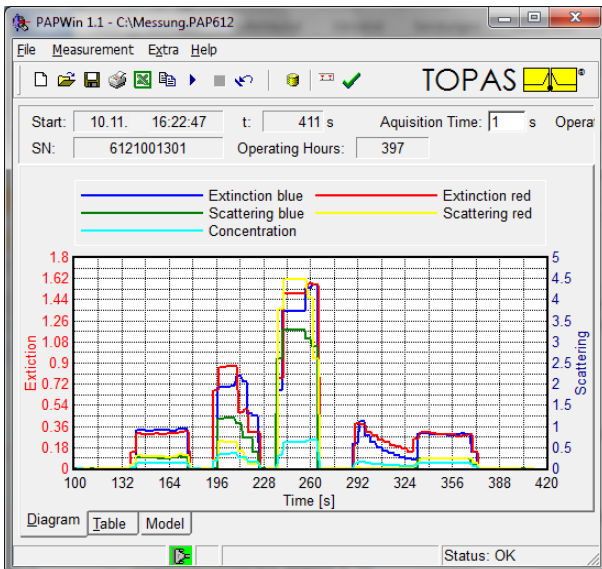 PAPWin 1.1 - C:\Messung.PAP612
File Measurement Extra Help
TOPAS
Start: 10.11. 16:22:47 t: 411 s Aquisition Time: 1 s Opera
SN: 6121001301 Operating Hours: 397
Extinction blue Extinction red
Scattering blue Scattering red
Concentration
1.8 5
1.62 4.5
1.44 4
1.26 3.5
1.08 3
0.9 2.5
0.72 2
0.54 1.5
0.36 1
0.18 0.5
0 0
Extiction
Scattering
100 132 164 196 228 260 292 324 356 388 420
Time [s]
Diagram Table Model
Status: OK